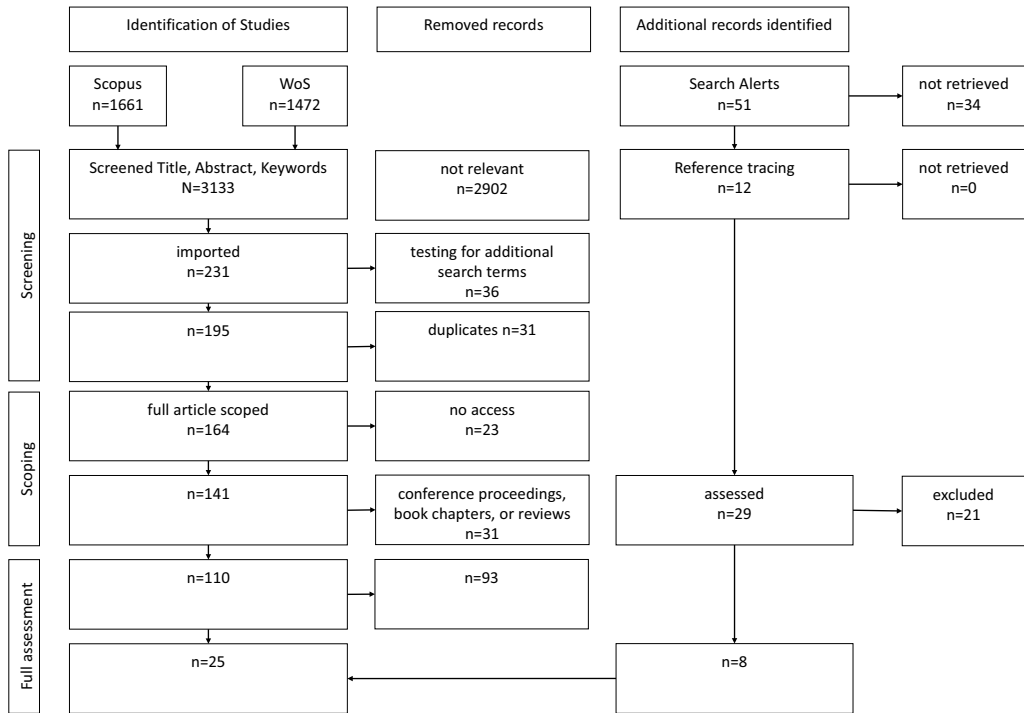 Identification of Studies
Removed records
Additional records identified
Scopus
n=1661
WoS
n=1472
Search Alerts
n=51
not retrieved
n=34
Screening
Screened Title, Abstract, Keywords
N=3133
not relevant
n=2902
Reference tracing
n=12
not retrieved
n=0
imported
n=231
testing for additional
search terms
n=36
n=195
duplicates n=31
Scoping
full article scoped
n=164
no access
n=23
n=141
conference proceedings,
book chapters, or reviews
n=31
assessed
n=29
excluded
n=21
Full assessment
n=110
n=93
n=25
n=8